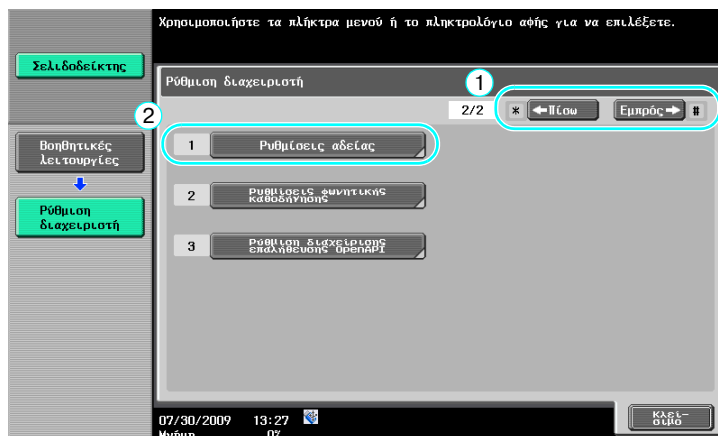 Χρησιμοποιήστε τα πλήκτρα μενού ή το πληκτρολόγιο αφής για να επιλέξετε.
Σελιδοδείκτης
Ρύθμιση διαχειριστή
1
2/2 * ←Πίσω Εμπρός→ #
2
Βοηθητικές
λειτουργίες
Ρύθμιση
διαχειριστή
1 Ρυθμίσεις αδείας
2 Ρυθμίσεις φωνητικής
καθοδήγησης
3 Ρύθμιση διαχείρισης
επαλήθευσης OpenAPI
07/30/2009 13:27
Μνήμη 0%
Κλεί-
σιμο